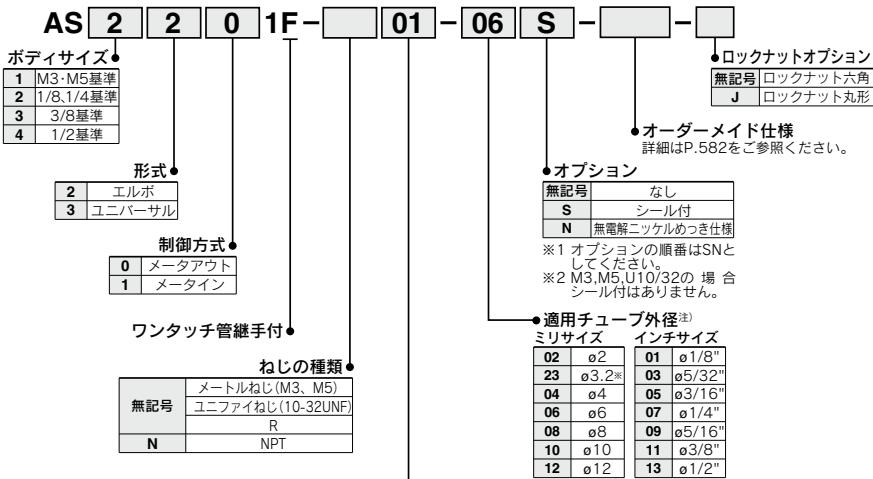 AS 2 2 0 1F－ 01－06 S－ －
ボディサイズ
1 M3・M5基準
2 1/8、1/4基準
3 3/8基準
4 1/2基準
形式
2 エルボ
3 ユニバーサル
制御方式
0 メータアウト
1 メータイン
ワンタッチ管継手付
ねじの種類
無記号 メートルねじ(M3、M5)
ユニファイねじ(10-32UNF)
R
N NPT
ロックナットオプション
無記号 ロックナット六角
J ロックナット丸形
オーダーメイド仕様
詳細はP.582をご参照ください。
オプション
無記号 なし
S シール付
N 無電解ニッケルめっき仕様
※1 オプションの順番はSNと
してください。
※2 M3,M5,U10/32の 場 合
シール付はありません。
適用チューブ外径注)
ミリサイズ
02 ø2
23 ø3.2※
04 ø4
06 ø6
08 ø8
10 ø10
12 ø12
インチサイズ
01 ø1/8"
03 ø5/32"
05 ø3/16"
07 ø1/4"
09 ø5/16"
11 ø3/8"
13 ø1/2"